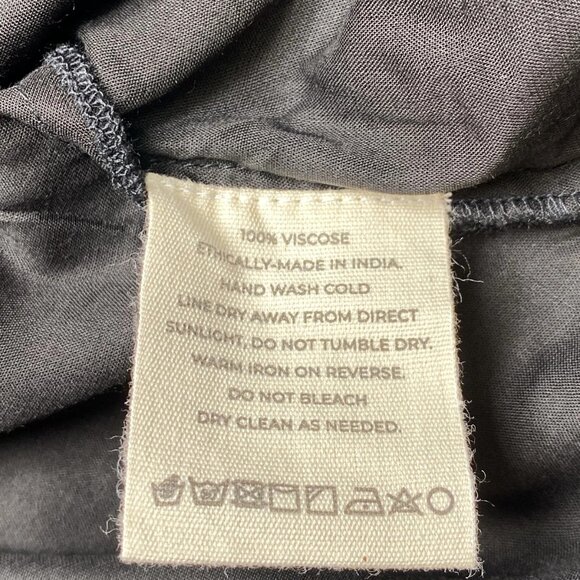 100% VISCOSE
ETHICALLY-MADE IN INDIA.
HAND WASH COLD
LINE DRY AWAY FROM DIRECT
SUNLIGHT, DO NOT TUMBLE DRY.
WARM IRON ON REVERSE.
DO NOT BLEACH
DRY CLEAN AS NEEDED.